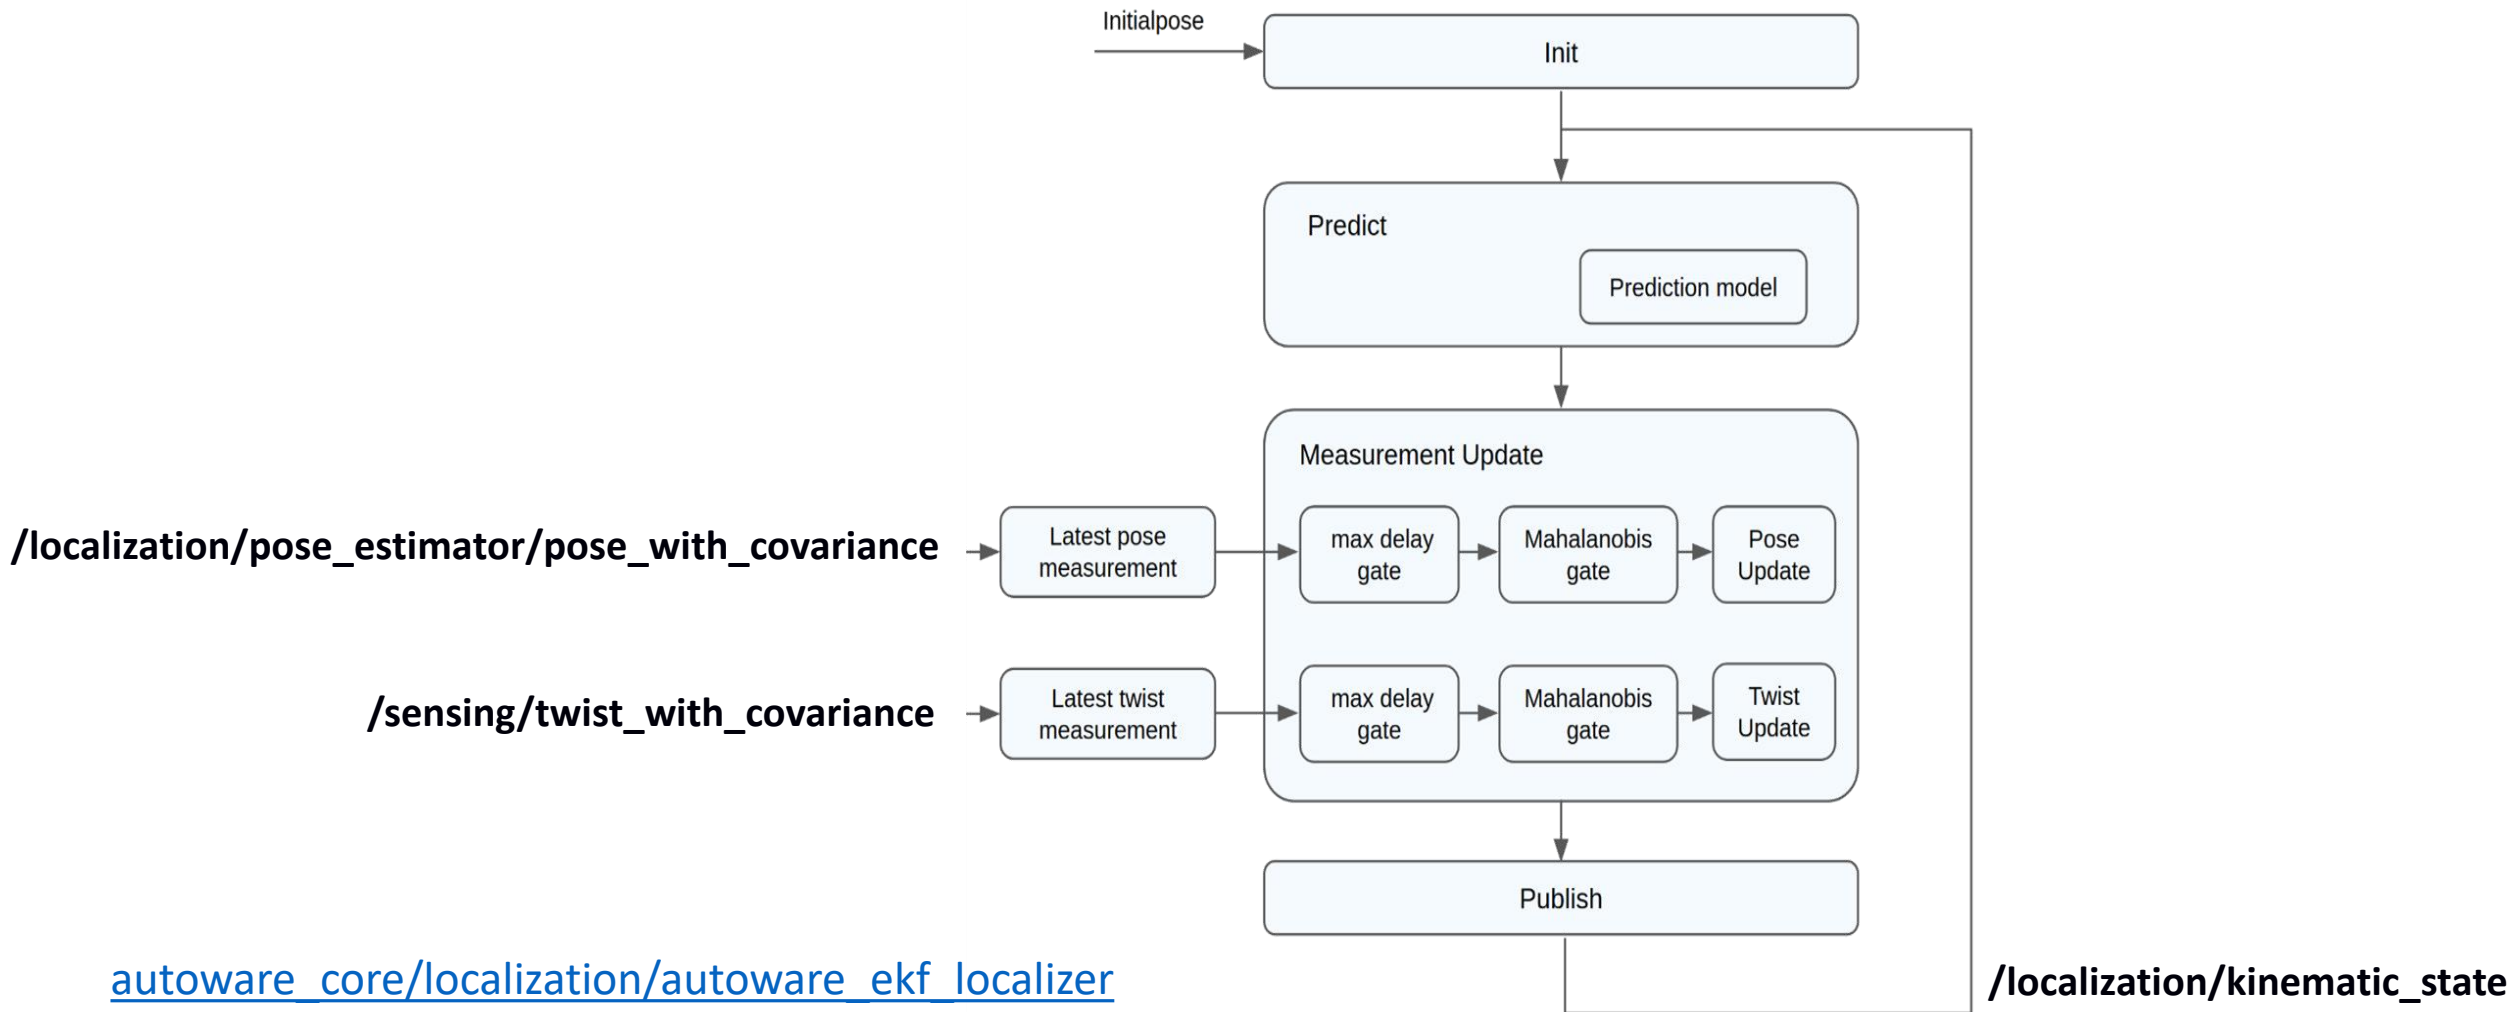 Initialpose
Init
Predict
Prediction model
Measurement Update
/localization/pose_estimator/pose_with_covariance
Latest pose
measurement
max delay
gate
Mahalanobis
gate
Pose
Update
/sensing/twist_with_covariance
Latest twist
measurement
max delay
gate
Mahalanobis
gate
Twist
Update
Publish
autoware_core/localization/autoware_ekf_localizer
/localization/kinematic_state